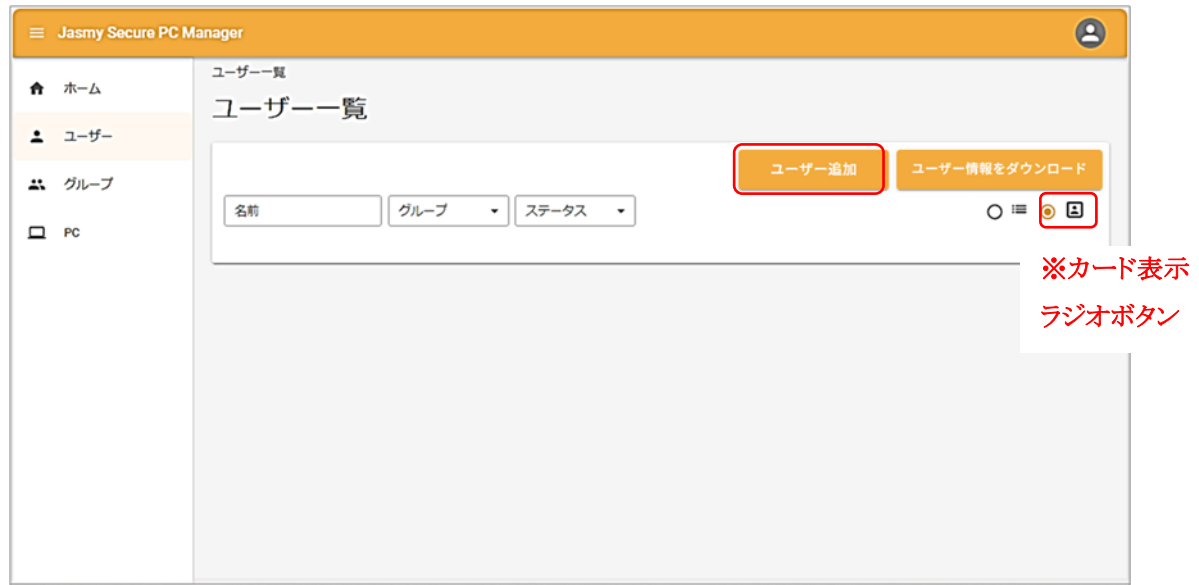 Jasmy Secure PC Manager
ホーム
ユーザー
グループ
PC
ユーザー一覧
ユーザー一覧
ユーザー追加
ユーザー情報をダウンロード
名前
グループ
ステータス
※カード表示
ラジオボタン